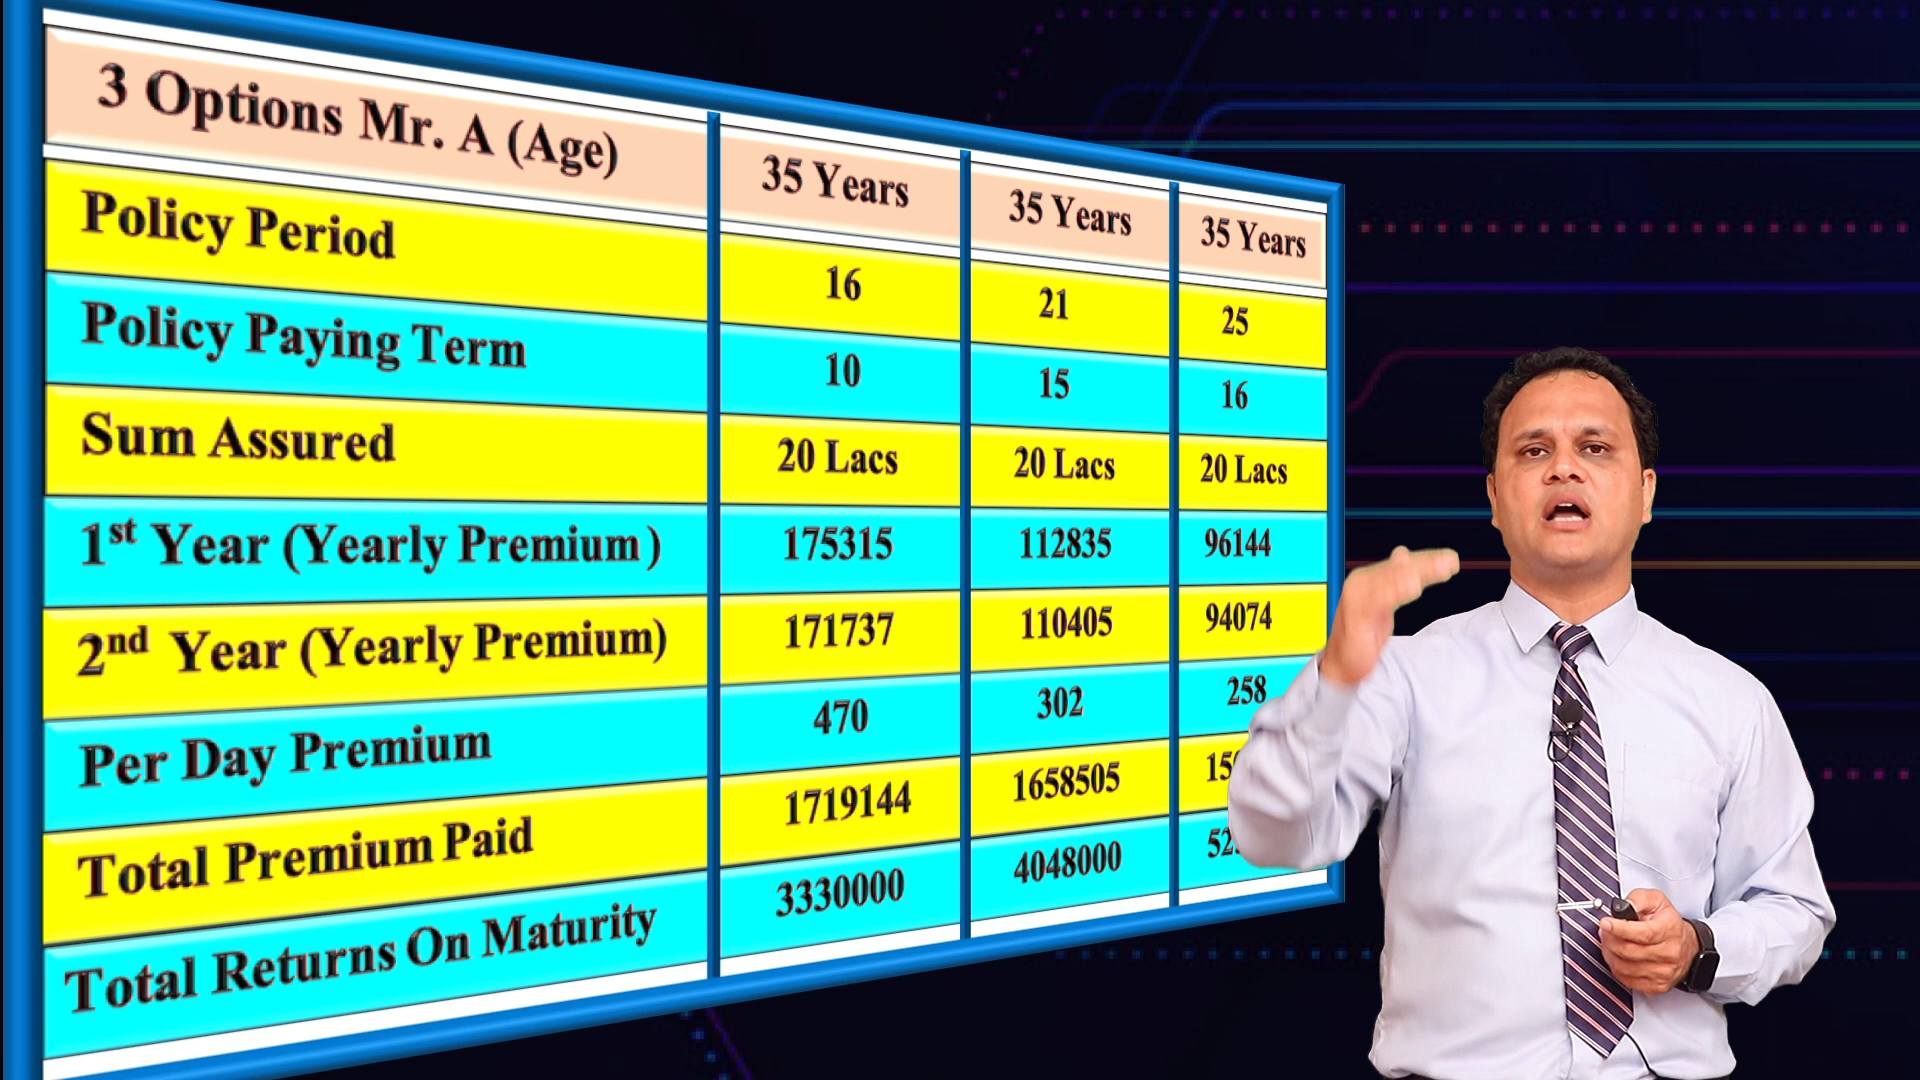 3 Options Mr. A (Age) 35 Years 35 Years 35 Years
Policy Period 16 21 25
Policy Paying Term 10 15 16
Sum Assured 20 Lacs 20 Lacs 20 Lacs
1st Year (Yearly Premium) 175315 112835 96144
2nd Year (Yearly Premium) 171737 110405 94074
Per Day Premium 470 302 258
Total Premium Paid 1719144 1658505
Total Returns On Maturity 3330000 4048000